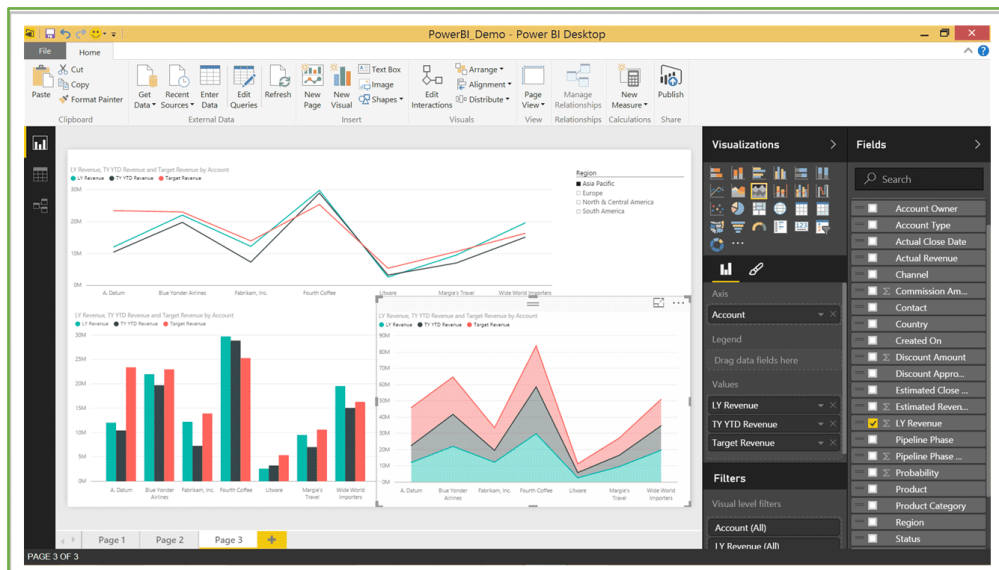 PowerBI_Demo - Power BI Desktop
File Home
Paste
Cut
Copy
Format Painter
Clipboard
Get Data
Recent Sources
Enter Data
Edit Queries
Refresh
External Data
New Page
New Visual
Text Box
Image
Shapes
Insert
Edit Interactions
Arrange
Alignment
Distribute
Visuals
Page View
View
Manage Relationships
Relationships
New Measure
Calculations
Publish
Share
LY Revenue, TY YTD Revenue and Target Revenue by Account
LY Revenue TY YTD Revenue Target Revenue
30M
20M
10M
0M
A. Datum Blue Yonder Airlines Fabrikam, Inc. Fourth Coffee Litware Margie's Travel Wide World Importers
Region
Asia Pacific
Europe
North & Central America
South America
LY Revenue, TY YTD Revenue and Target Revenue by Account
LY Revenue TY YTD Revenue Target Revenue
30M
25M
20M
15M
10M
5M
0M
A. Datum Blue Yonder Airlines Fabrikam, Inc. Fourth Coffee Litware Margie's Travel Wide World Importers
LY Revenue, TY YTD Revenue and Target Revenue by Account
LY Revenue TY YTD Revenue Target Revenue
90M
80M
70M
60M
50M
40M
30M
20M
10M
0M
A. Datum Blue Yonder Airlines Fabrikam, Inc. Fourth Coffee Litware Margie's Travel Wide World Importers
Visualizations
Axis
Account
Legend
Drag data fields here
Values
LY Revenue
TY YTD Revenue
Target Revenue
Filters
Visual level filters
Account (All)
LY Revenue (All)
Fields
Search
Account Owner
Account Type
Actual Close Date
Actual Revenue
Channel
Commission Am...
Contact
Country
Created On
Discount Amount
Discount Appro...
Estimated Close ...
Estimated Reven...
LY Revenue
Pipeline Phase
Pipeline Phase ...
Probability
Product
Product Category
Region
Status
Page 1 Page 2 Page 3
PAGE 3 OF 3